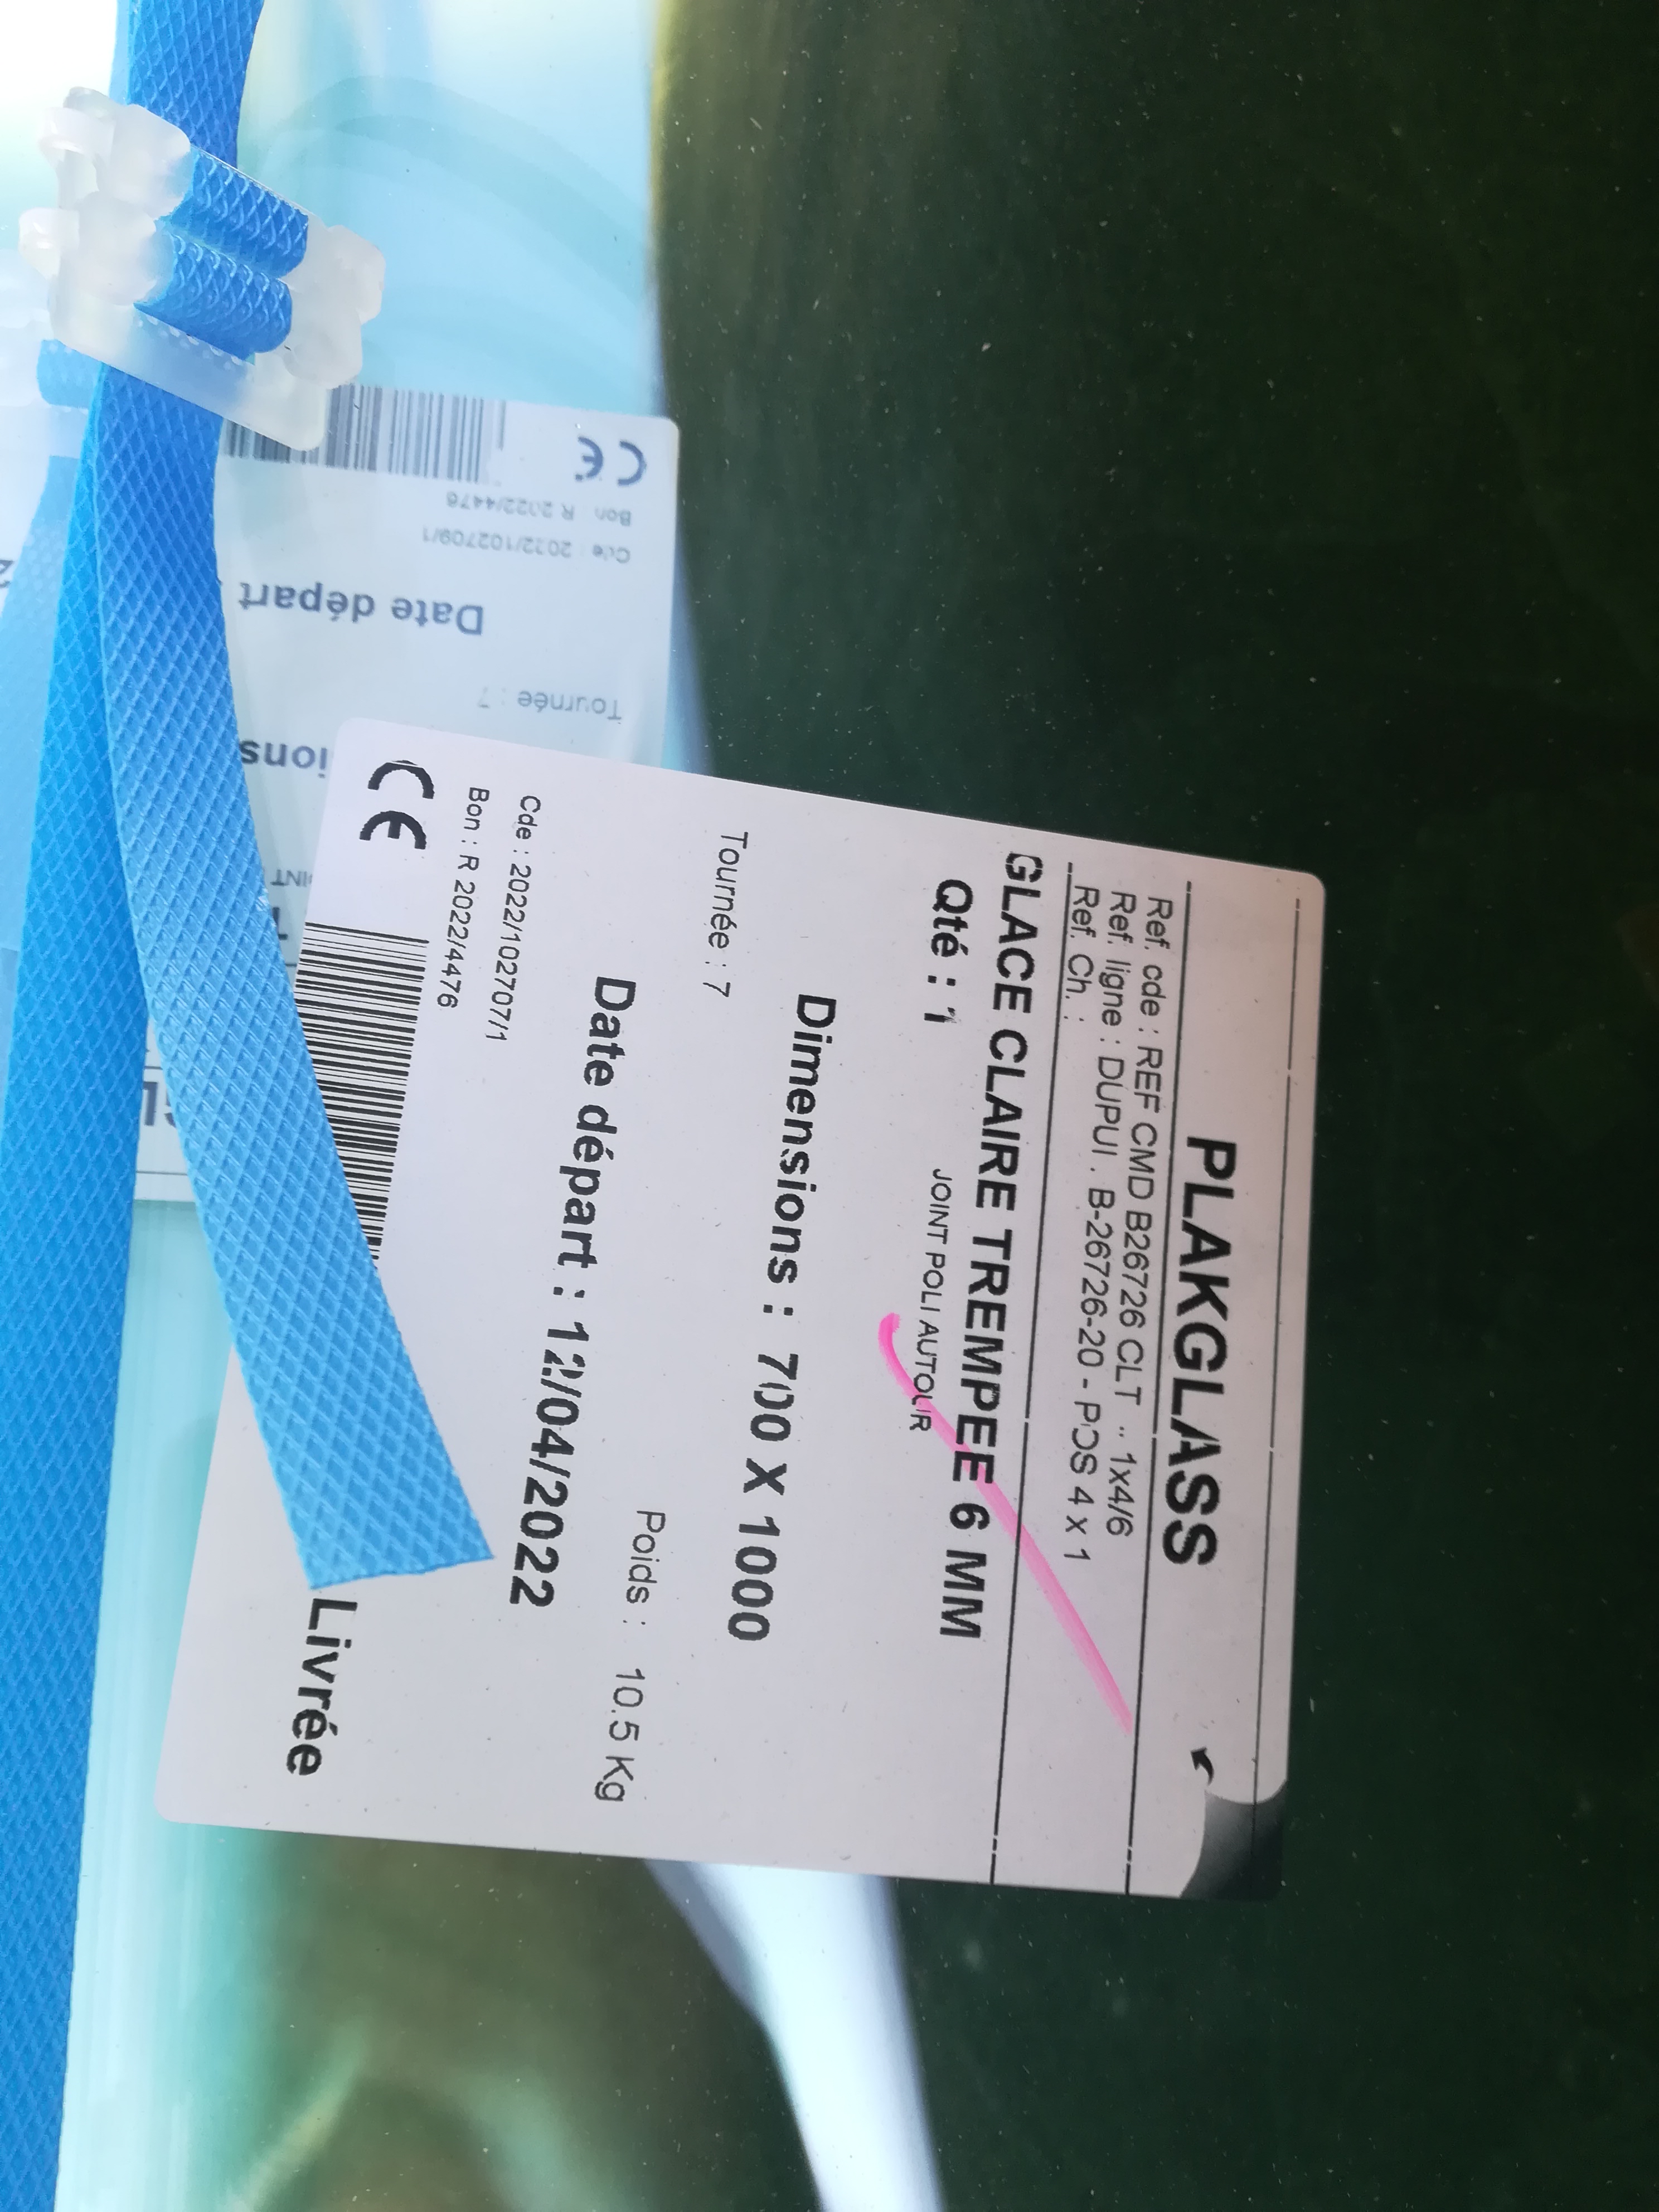 PLAKGLASS
Ref. cde : REF CMD B26726 CLT .. 1x4/6
Ref. ligne : DUPUI . B-26726-20 - POS 4 x 1
Ref. Ch. :
GLACE CLAIRE TREMPEE 6 MM
Qté : 1 JOINT POLI AUTOUR
Dimensions : 700 X 1000
Tournée : 7 Poids : 10.5 Kg
Date départ : 12/04/2022
Cde : 2022/102707/1
Bon : R 2022/4476
CE
Livrée
Tournée : 7
Date départ
Cde : 2022/102709/1
Bon : R 2022/4476
CE